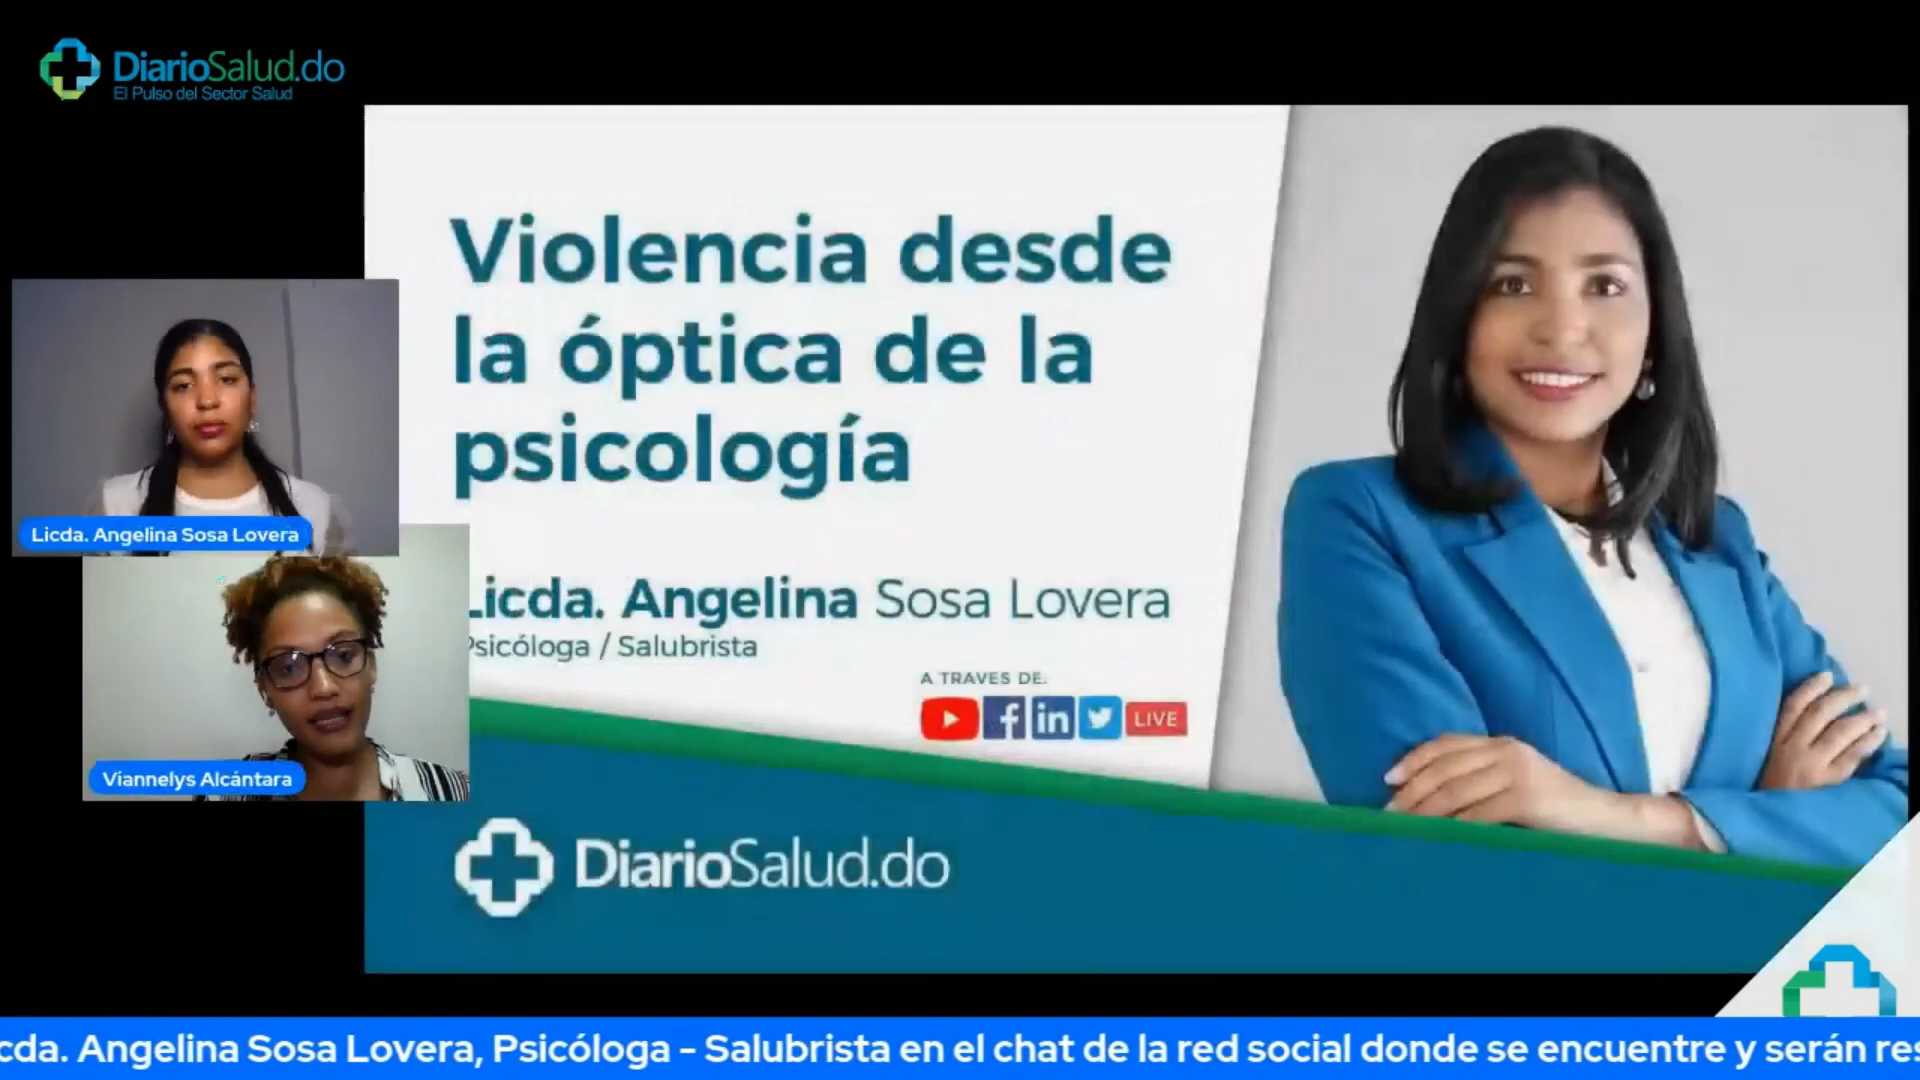 DiarioSalud.do
El Pulso del Sector Salud
Violencia desde
la óptica de la
psicología
Licda. Angelina Sosa Lovera
Psicóloga / Salubrista
A TRAVES DE:
LIVE
Licda. Angelina Sosa Lovera
Viannelys Alcántara
DiarioSalud.do
cda. Angelina Sosa Lovera, Psicóloga - Salubrista en el chat de la red social donde se encuentre y serán res